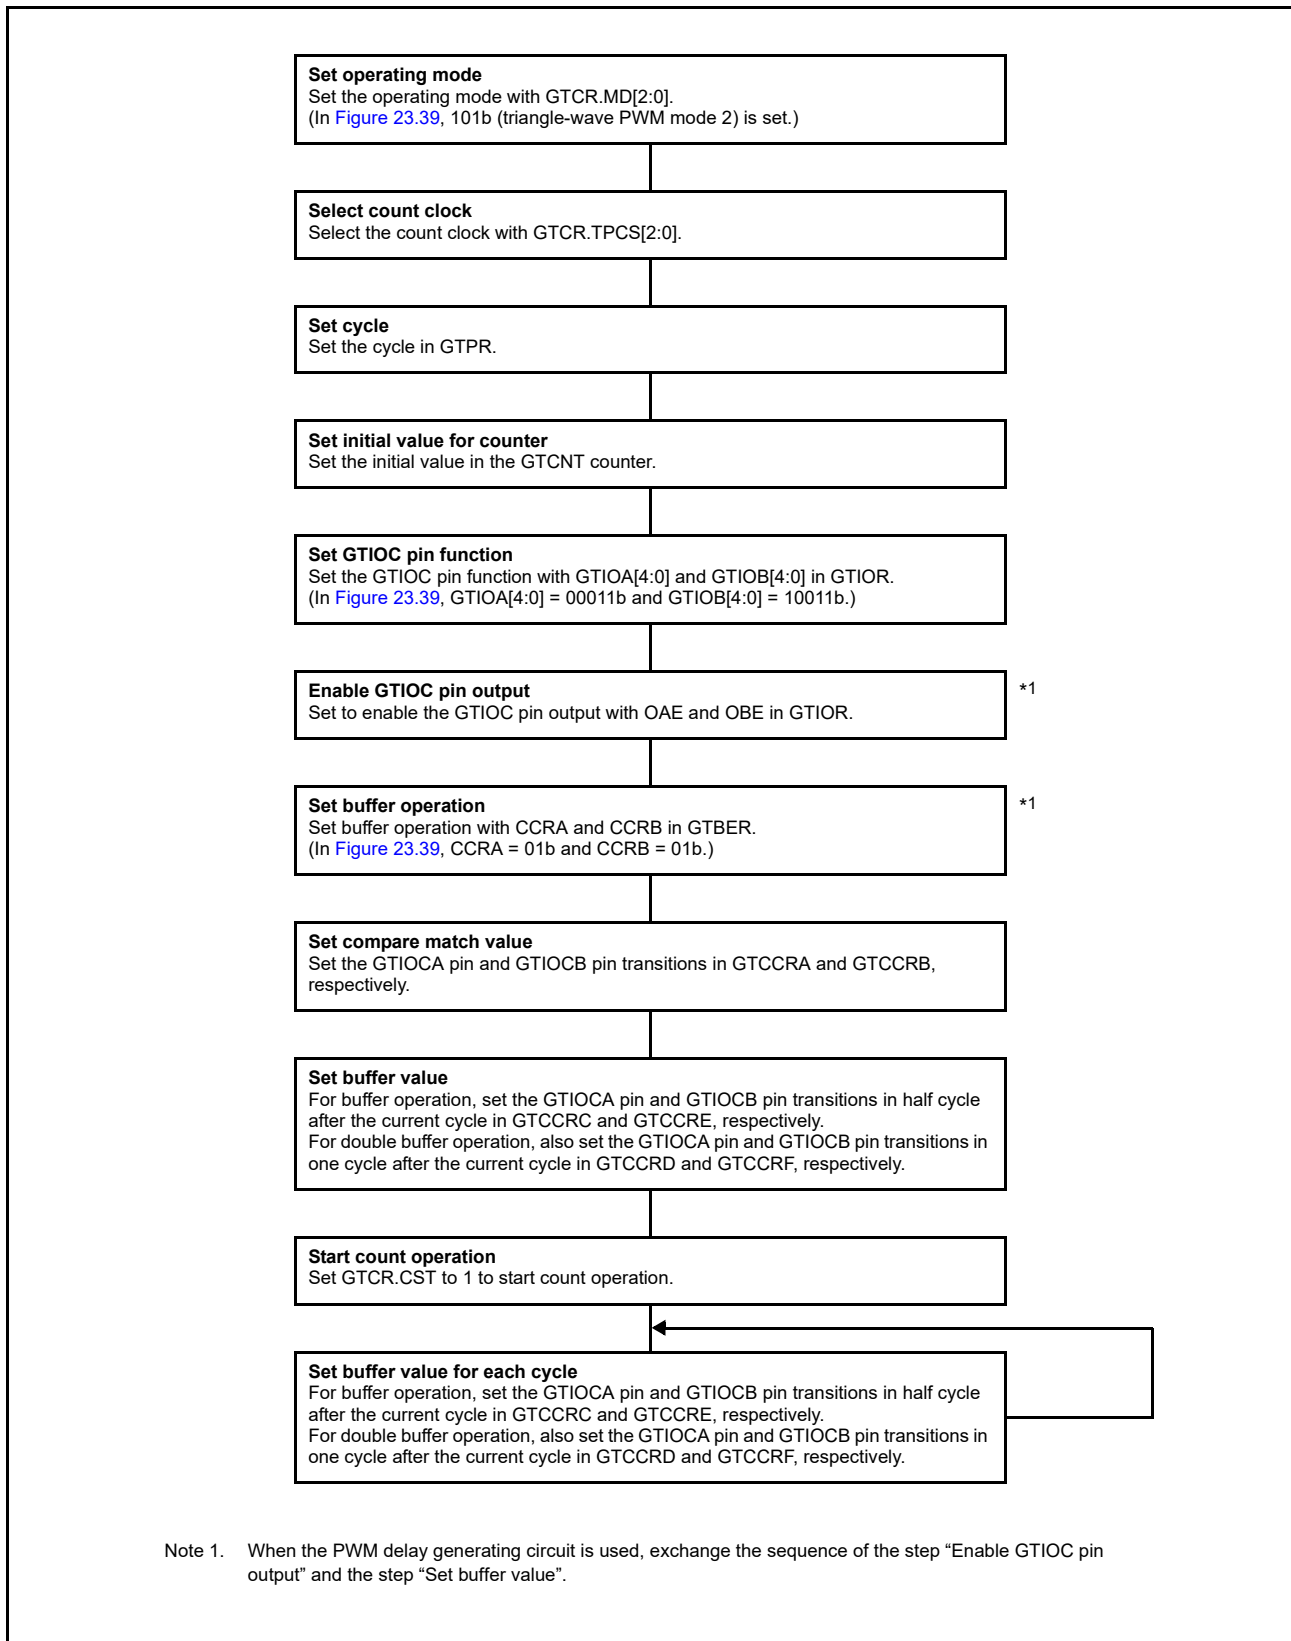 Set operating mode
Set the operating mode with GTCR.MD[2:0].
(In Figure 23.39, 101b (triangle-wave PWM mode 2) is set.)
Select count clock
Select the count clock with GTCR.TPCS[2:0].
Set cycle
Set the cycle in GTPR.
Set initial value for counter
Set the initial value in the GTCNT counter.
Set GTIOC pin function
Set the GTIOC pin function with GTIOA[4:0] and GTIOB[4:0] in GTIOR.
(In Figure 23.39, GTIOA[4:0] = 00011b and GTIOB[4:0] = 10011b.)
Enable GTIOC pin output
*1
Set to enable the GTIOC pin output with OAE and OBE in GTIOR.
Set buffer operation
*1
Set buffer operation with CCRA and CCRB in GTBER.
(In Figure 23.39, CCRA = 01b and CCRB = 01b.)
Set compare match value
Set the GTIOCA pin and GTIOCB pin transitions in GTCCRA and GTCCRB,
respectively.
Set buffer value
For buffer operation, set the GTIOCA pin and GTIOCB pin transitions in half cycle
after the current cycle in GTCCRC and GTCCRE, respectively.
For double buffer operation, also set the GTIOCA pin and GTIOCB pin transitions in
one cycle after the current cycle in GTCCRD and GTCCRF, respectively.
Start count operation
Set GTCR.CST to 1 to start count operation.
Set buffer value for each cycle
For buffer operation, set the GTIOCA pin and GTIOCB pin transitions in half cycle
after the current cycle in GTCCRC and GTCCRE, respectively.
For double buffer operation, also set the GTIOCA pin and GTIOCB pin transitions in
one cycle after the current cycle in GTCCRD and GTCCRF, respectively.
Note 1. When the PWM delay generating circuit is used, exchange the sequence of the step “Enable GTIOC pin
output” and the step “Set buffer value”.